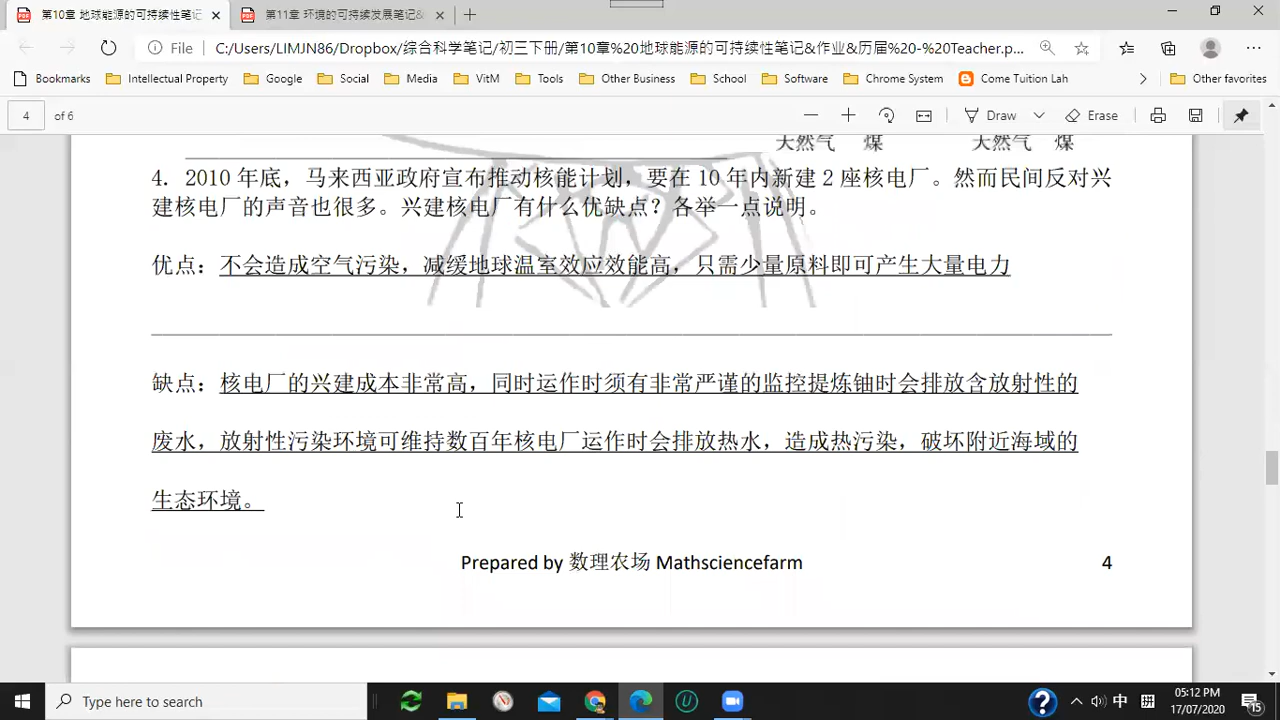 第10章 地球能源的可持续性笔记
第11章 环境的可持续发展笔记&
File
C:/Users/LIMJN86/Dropbox/综合科学笔记/初三下册/第10章%20地球能源的可持续性笔记&作业&历届%20-%20Teacher.p...
Bookmarks Intellectual Property Google Social Media VitM Tools Other Business School Software Chrome System Come Tuition Lah Other favorites
4 of 6 Draw Erase
天然气 煤 天然气 煤
4. 2010 年底，马来西亚政府宣布推动核能计划，要在 10 年内新建 2 座核电厂。然而民间反对兴
建核电厂的声音也很多。兴建核电厂有什么优缺点？各举一点说明。
优点：不会造成空气污染，减缓地球温室效应效能高，只需少量原料即可产生大量电力
缺点：核电厂的兴建成本非常高，同时运作时须有非常严谨的监控提炼铀时会排放含放射性的
废水，放射性污染环境可维持数百年核电厂运作时会排放热水，造成热污染，破坏附近海域的
生态环境。
Prepared by 数理农场 Mathsciencefarm 4
Type here to search
中
05:12 PM
17/07/2020
15